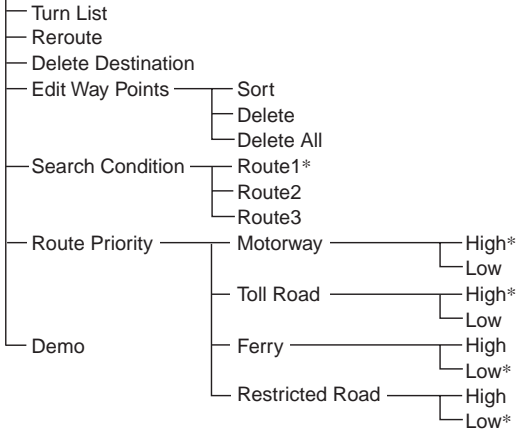 Turn List
Reroute
Delete Destination
Edit Way Points Sort
Delete
Delete All
Search Condition Route1*
Route2
Route3
Route Priority Motorway High*
Low
Toll Road High*
Low
Demo Ferry High
Low*
Restricted Road High
Low*